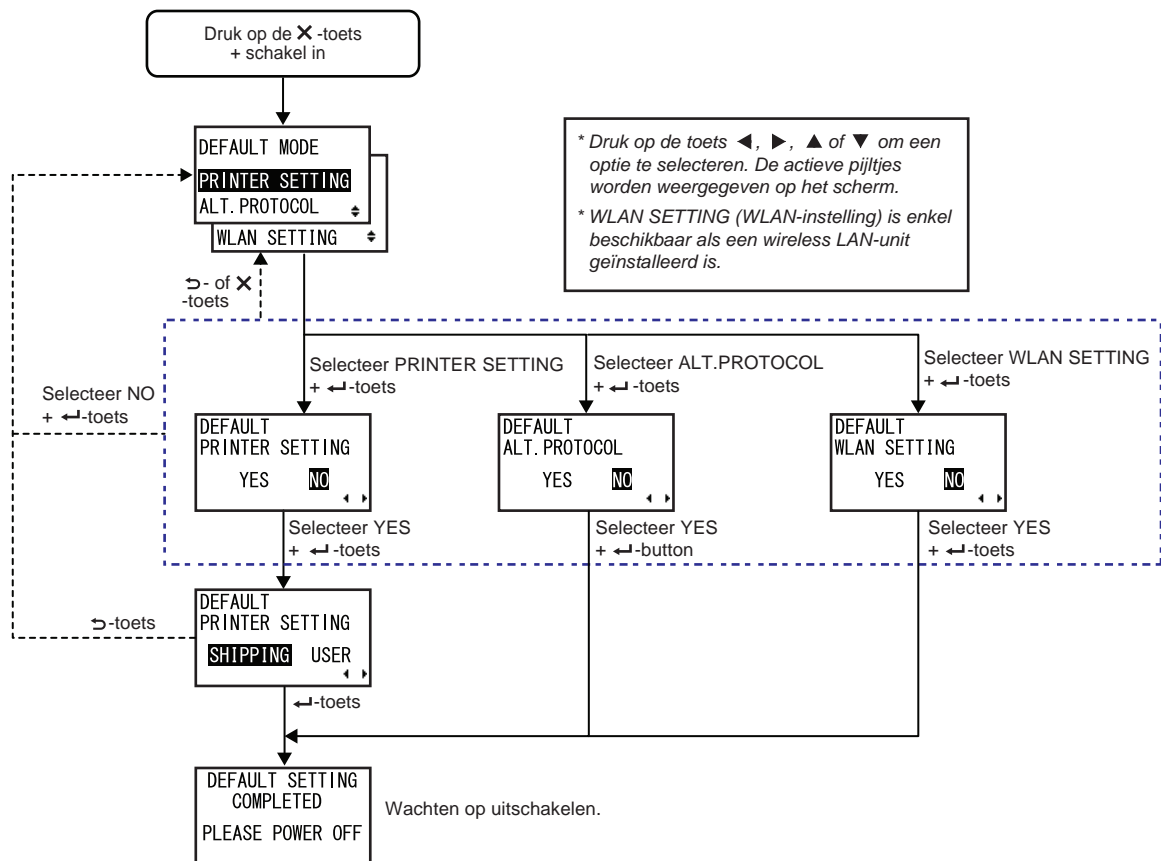 Druk op de ✕ -toets
+ schakel in
DEFAULT MODE
PRINTER SETTING
ALT.PROTOCOL
WLAN SETTING
* Druk op de toets ◀, ▶, ▲ of ▼ om een
optie te selecteren. De actieve pijltjes
worden weergegeven op het scherm.
* WLAN SETTING (WLAN-instelling) is enkel
beschikbaar als een wireless LAN-unit
geïnstalleerd is.
⮌- of ✕
-toets
Selecteer NO
+ ↵-toets
Selecteer PRINTER SETTING
+ ↵-toets
Selecteer ALT.PROTOCOL
+ ↵-toets
Selecteer WLAN SETTING
+ ↵-toets
DEFAULT
PRINTER SETTING
YES NO
DEFAULT
ALT.PROTOCOL
YES NO
DEFAULT
WLAN SETTING
YES NO
Selecteer YES
+ ↵-toets
Selecteer YES
+ ↵-button
Selecteer YES
+ ↵-toets
⮌-toets
DEFAULT
PRINTER SETTING
SHIPPING USER
↵-toets
DEFAULT SETTING
COMPLETED
PLEASE POWER OFF
Wachten op uitschakelen.